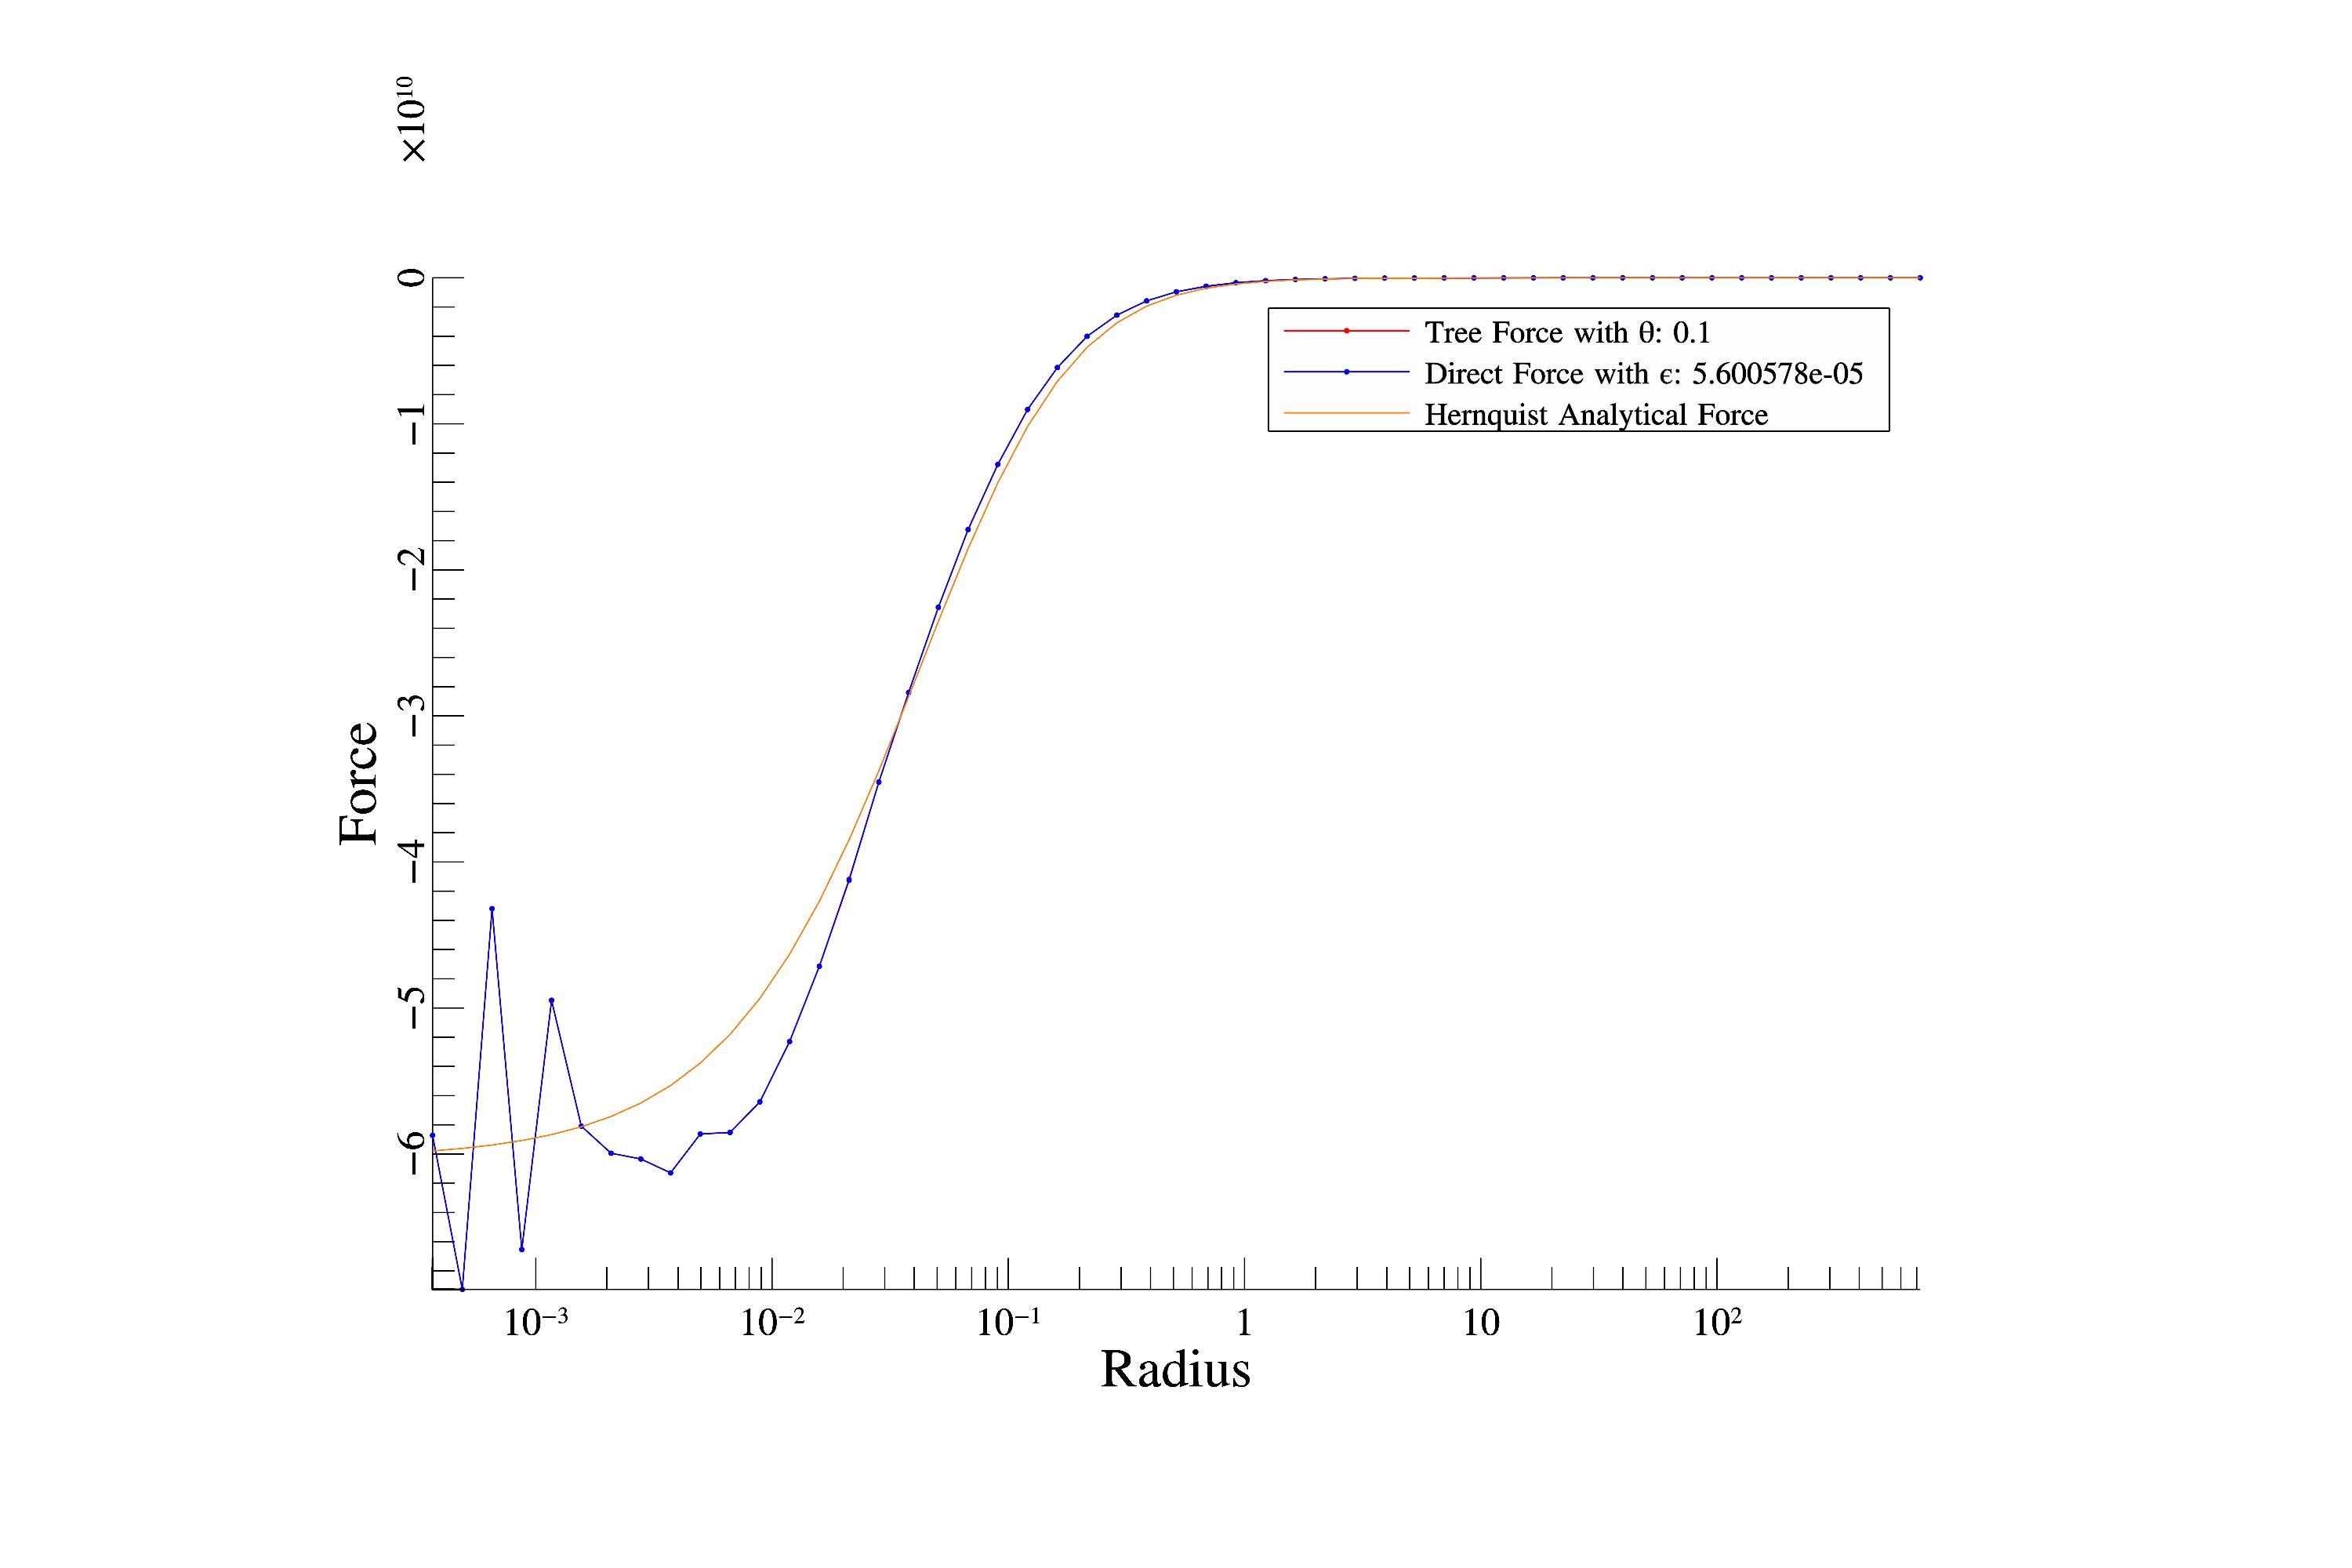 ×10¹⁰
0
−1
−2
−3
−4
−5
−6
Force
Tree Force with θ: 0.1
Direct Force with ϵ: 5.600578e-05
Hernquist Analytical Force
10⁻³ 10⁻² 10⁻¹ 1 10 10²
Radius